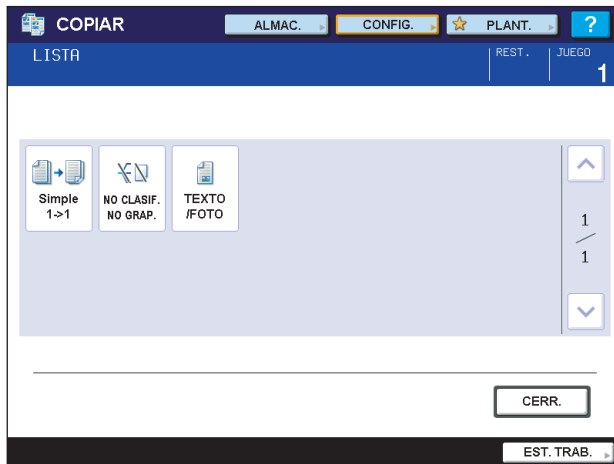 COPIAR
ALMAC.
CONFIG.
PLANT.
?
LISTA
REST.
JUEGO
1
Simple
1->1
NO CLASIF.
NO GRAP.
TEXTO
/FOTO
1
1
CERR.
EST. TRAB.